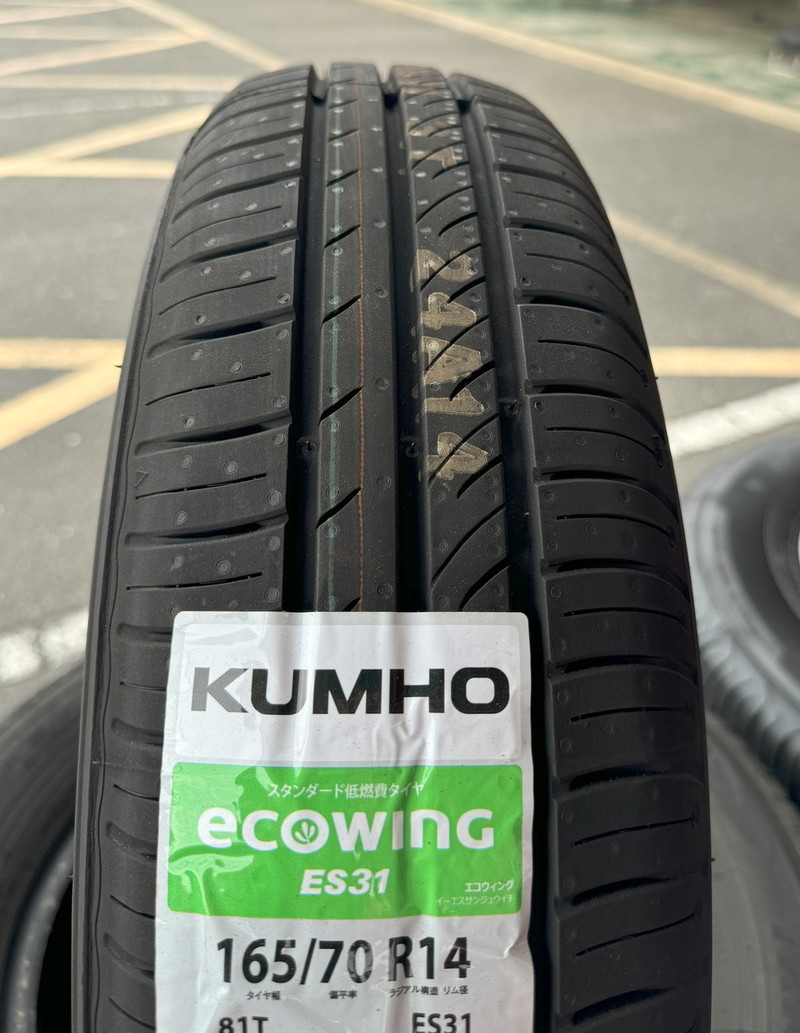 24A14
KUMHO
スタンダード低燃費タイヤ
ecowing
ES31
エコウィング
イーエスサンジュウイチ
165/70 R14
タイヤ幅 偏平率 ラジアル構造 リム径
81T ES31